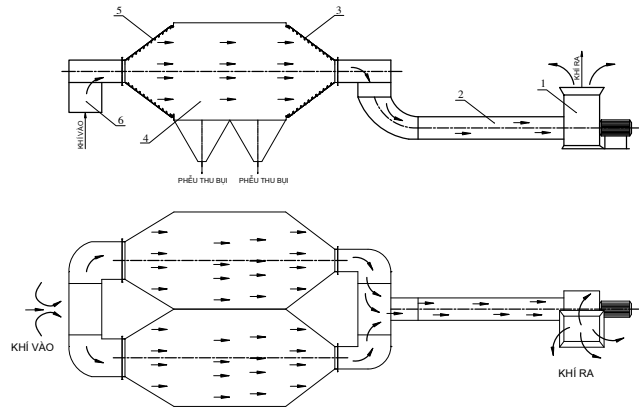 5
3
KHÍ RA
1
2
6
4
KHÍ VÀO
PHỄU THU BỤI PHỄU THU BỤI
KHÍ VÀO
KHÍ RA